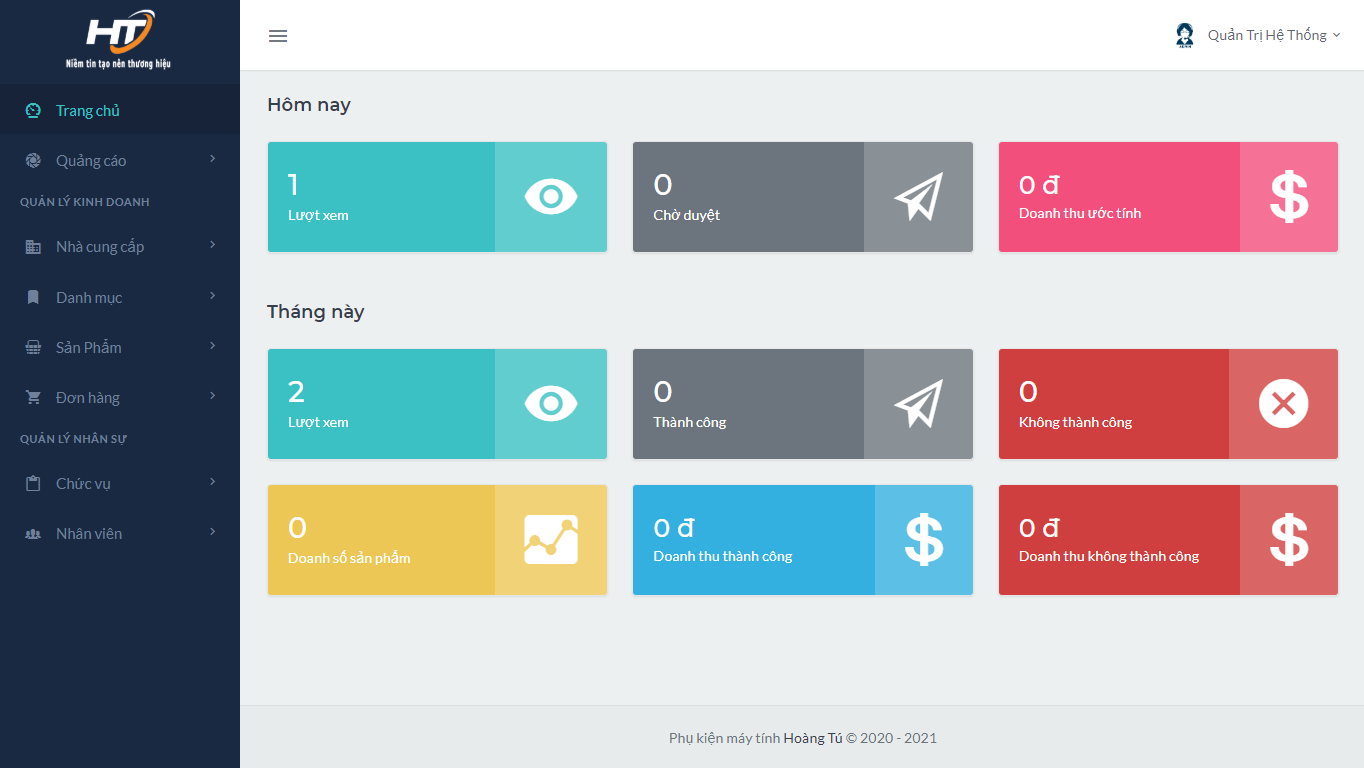 HT
Niềm tin tạo nên thương hiệu
Quản Trị Hệ Thống
Trang chủ
Quảng cáo
QUẢN LÝ KINH DOANH
Nhà cung cấp
Danh mục
Sản Phẩm
Đơn hàng
QUẢN LÝ NHÂN SỰ
Chức vụ
Nhân viên
Hôm nay
1
Lượt xem
0
Chờ duyệt
0 đ
Doanh thu ước tính
Tháng này
2
Lượt xem
0
Thành công
0
Không thành công
0
Doanh số sản phẩm
0 đ
Doanh thu thành công
0 đ
Doanh thu không thành công
Phụ kiện máy tính Hoàng Tú © 2020 - 2021